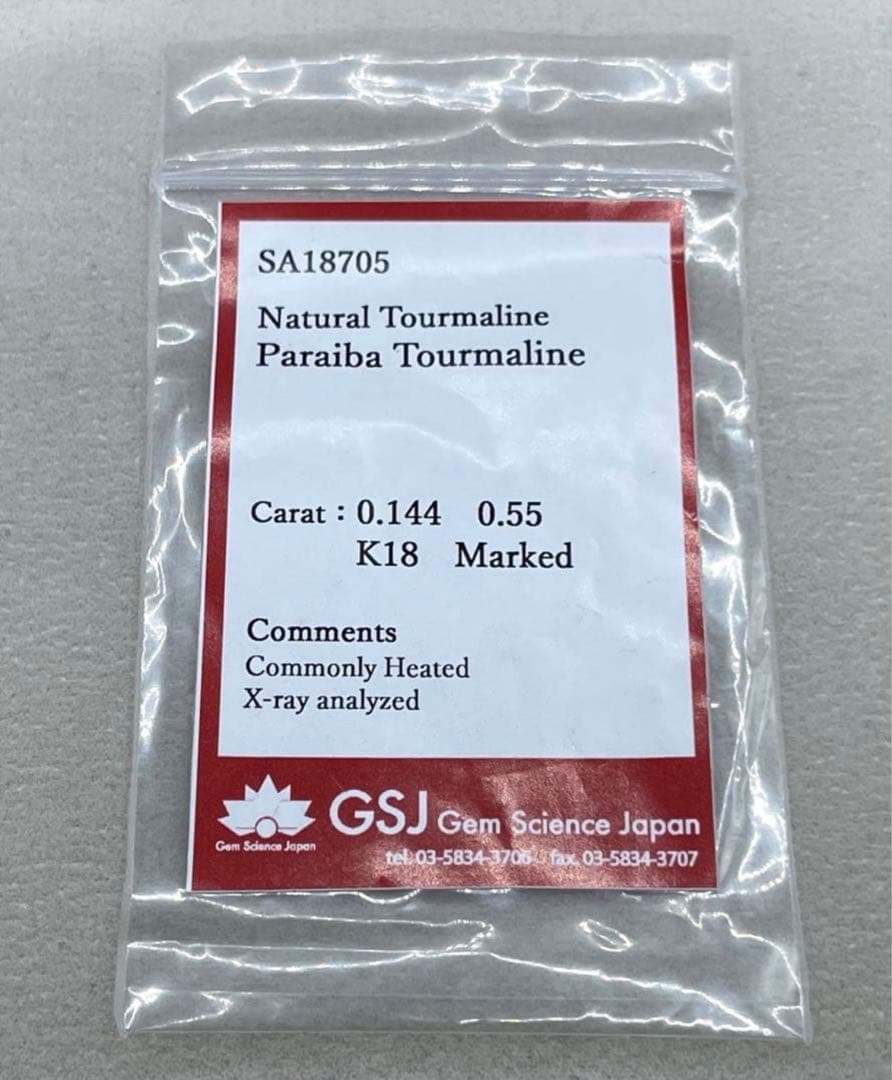 SA18705
Natural Tourmaline
Paraiba Tourmaline
Carat : 0.144 0.55
K18 Marked
Comments
Commonly Heated
X-ray analyzed
GSJ Gem Science Japan
Gem Science Japan
tel. 03-5834-3706 fax. 03-5834-3707